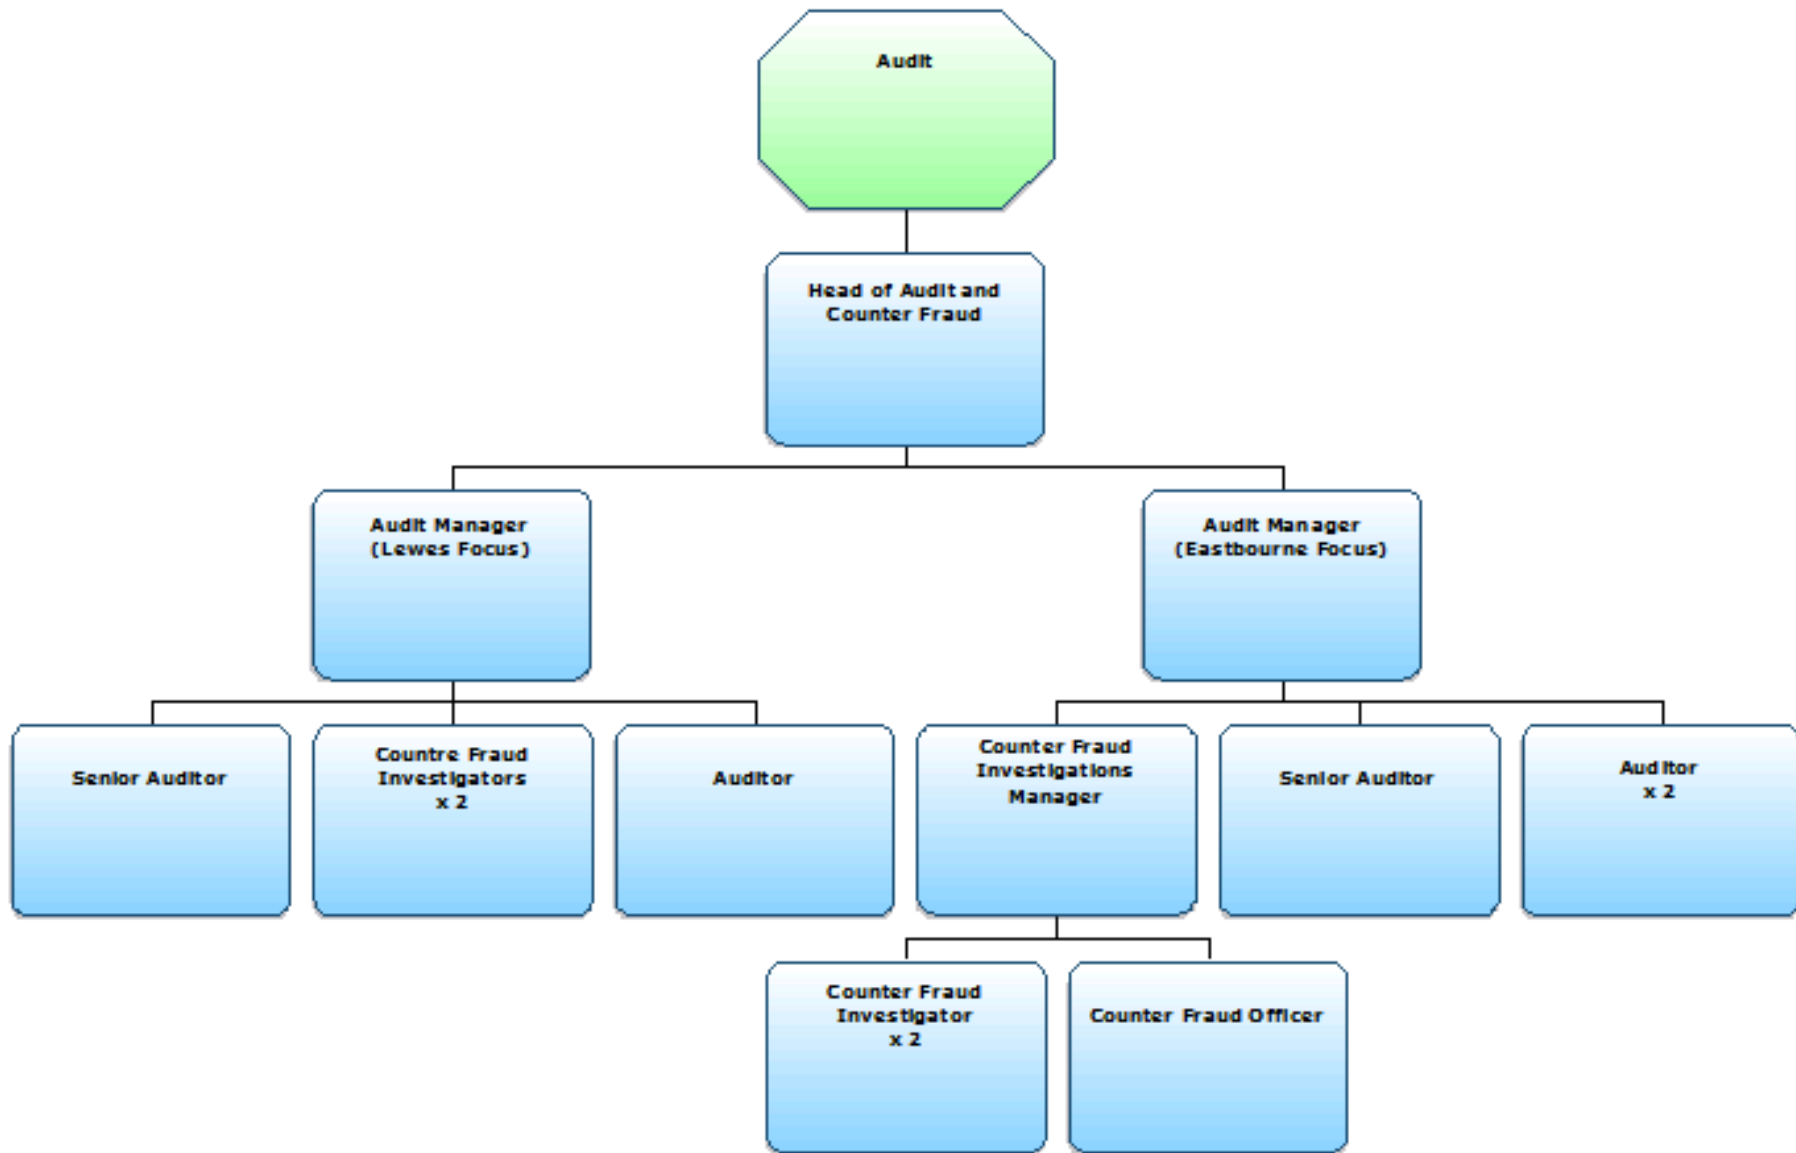 Audit
Head of Audit and
Counter Fraud
Audit Manager
(Lewes Focus)
Audit Manager
(Eastbourne Focus)
Senior Auditor
Countre Fraud
Investigators
x 2
Auditor
Counter Fraud
Investigations
Manager
Senior Auditor
Auditor
x 2
Counter Fraud
Investigator
x 2
Counter Fraud Officer